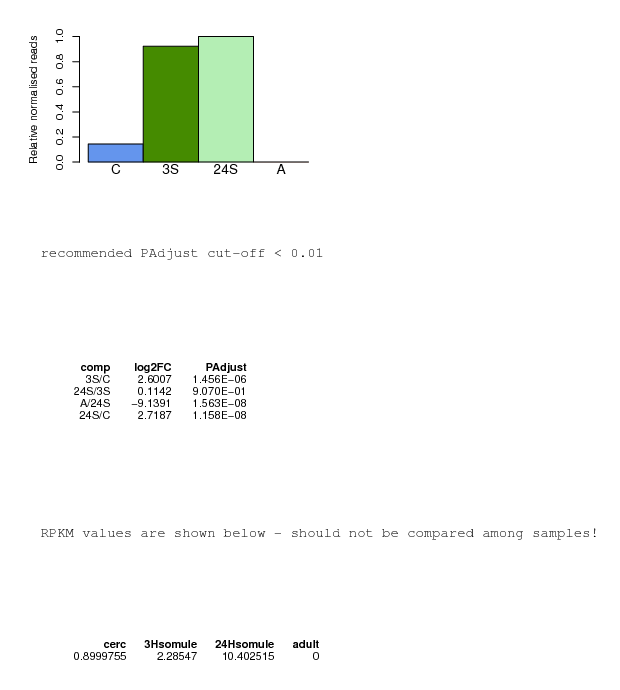 Relative normalised reads
1.0
0.8
0.6
0.4
0.2
0.0
C 3S 24S A
recommended PAdjust cut-off < 0.01
comp log2FC PAdjust
3S/C 2.6007 1.456E−06
24S/3S 0.1142 9.070E−01
A/24S −9.1391 1.563E−08
24S/C 2.7187 1.158E−08
RPKM values are shown below - should not be compared among samples!
cerc 3Hsomule 24Hsomule adult
0.8999755 2.28547 10.402515 0